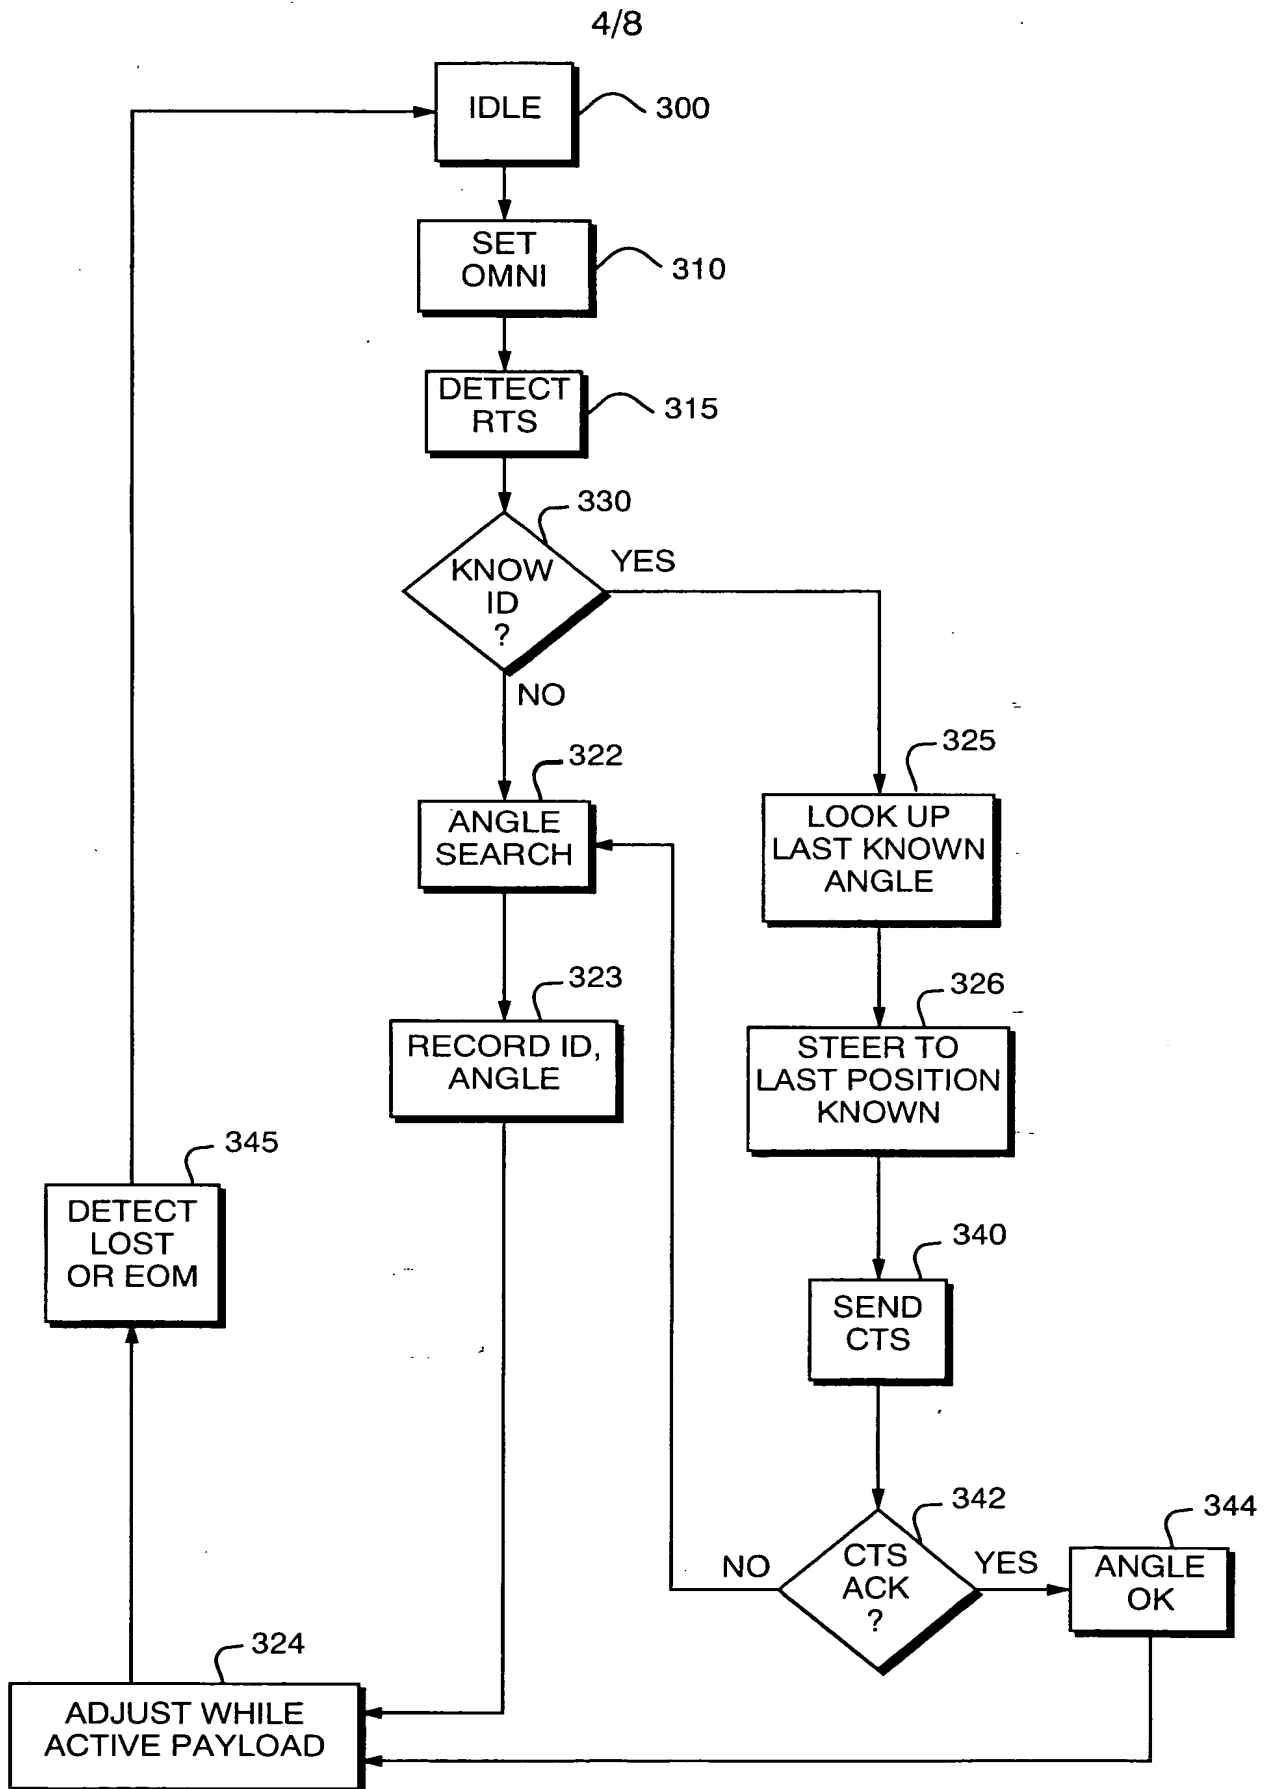 4/8
IDLE
300
SET
OMNI
310
DETECT
RTS
315
330
KNOW
ID
?
YES
NO
322
ANGLE
SEARCH
325
LOOK UP
LAST KNOWN
ANGLE
323
RECORD ID,
ANGLE
326
STEER TO
LAST POSITION
KNOWN
345
DETECT
LOST
OR EOM
340
SEND
CTS
342
CTS
ACK
?
NO
YES
344
ANGLE
OK
324
ADJUST WHILE
ACTIVE PAYLOAD